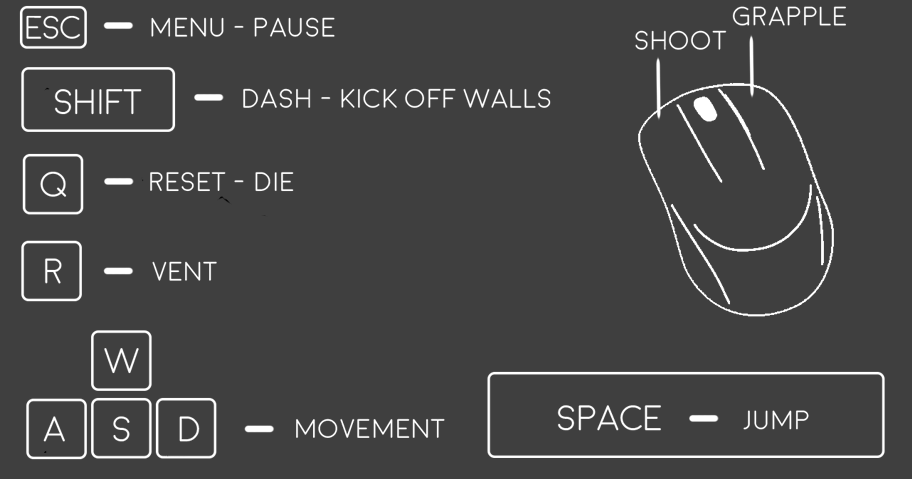 GRAPPLE
SHOOT
ESC – MENU - PAUSE
SHIFT – DASH - KICK OFF WALLS
Q – RESET - DIE
R – VENT
W
A S D – MOVEMENT
SPACE – JUMP